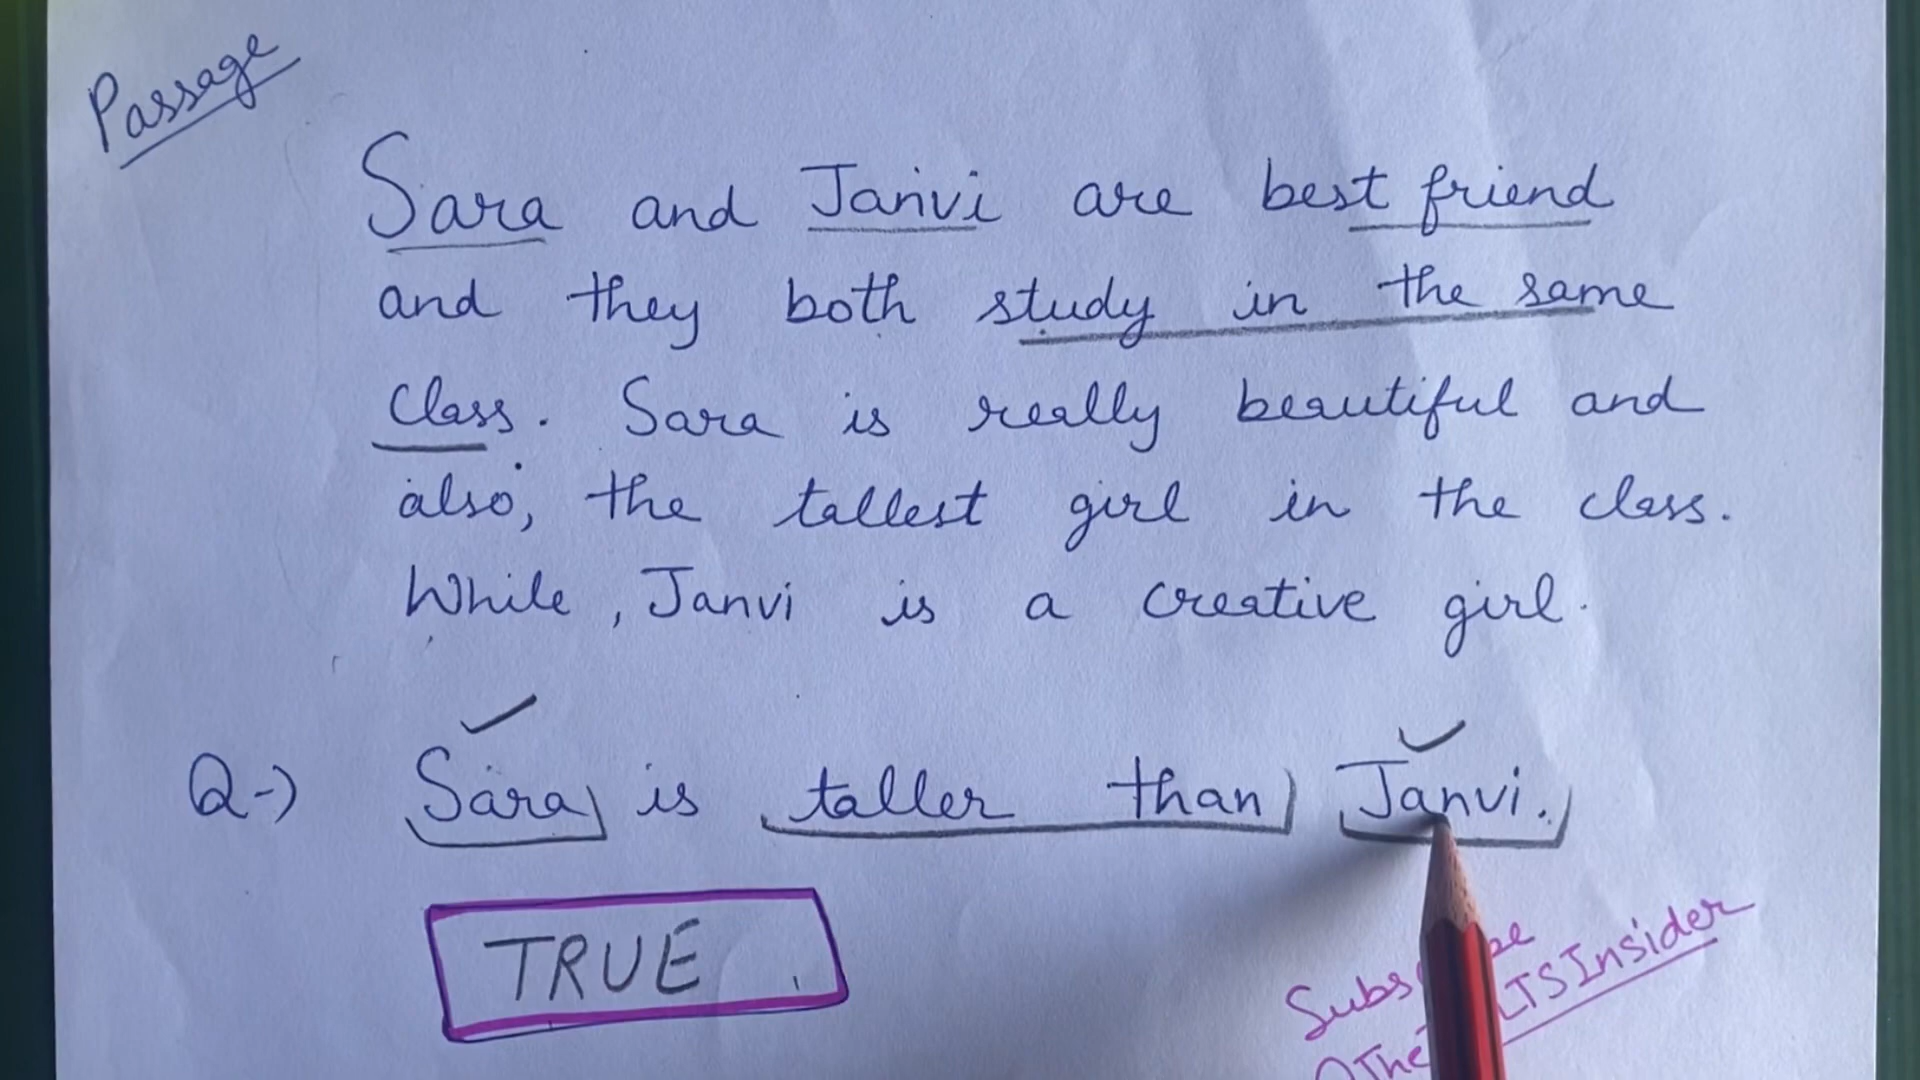 Passage
Sara and Janvi are best friend
and they both study in the same
class. Sara is really beautiful and
also, the tallest girl in the class.
While, Janvi is a creative girl.
Q-) Sara is taller than Janvi.
TRUE
LTSInsider